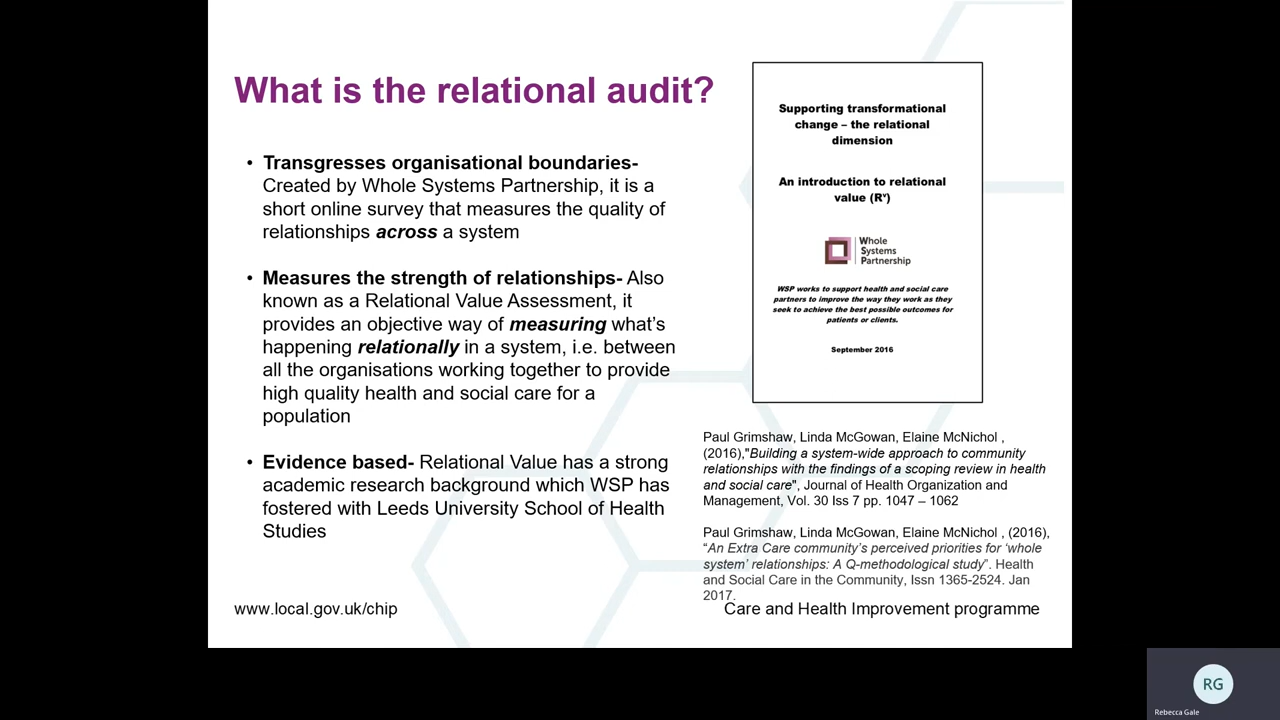 What is the relational audit?
• Transgresses organisational boundaries-
Created by Whole Systems Partnership, it is a
short online survey that measures the quality of
relationships across a system
• Measures the strength of relationships- Also
known as a Relational Value Assessment, it
provides an objective way of measuring what's
happening relationally in a system, i.e. between
all the organisations working together to provide
high quality health and social care for a
population
• Evidence based- Relational Value has a strong
academic research background which WSP has
fostered with Leeds University School of Health
Studies
Supporting transformational
change – the relational
dimension
An introduction to relational
value (Rᵛ)
Whole
Systems
Partnership
WSP works to support health and social care
partners to improve the way they work as they
seek to achieve the best possible outcomes for
patients or clients.
September 2016
Paul Grimshaw, Linda McGowan, Elaine McNichol ,
(2016),"Building a system-wide approach to community
relationships with the findings of a scoping review in health
and social care", Journal of Health Organization and
Management, Vol. 30 Iss 7 pp. 1047 – 1062
Paul Grimshaw, Linda McGowan, Elaine McNichol , (2016),
“An Extra Care community’s perceived priorities for ‘whole
system’ relationships: A Q-methodological study”. Health
and Social Care in the Community, Issn 1365-2524. Jan
2017.
www.local.gov.uk/chip
Care and Health Improvement programme
RG
Rebecca Gale